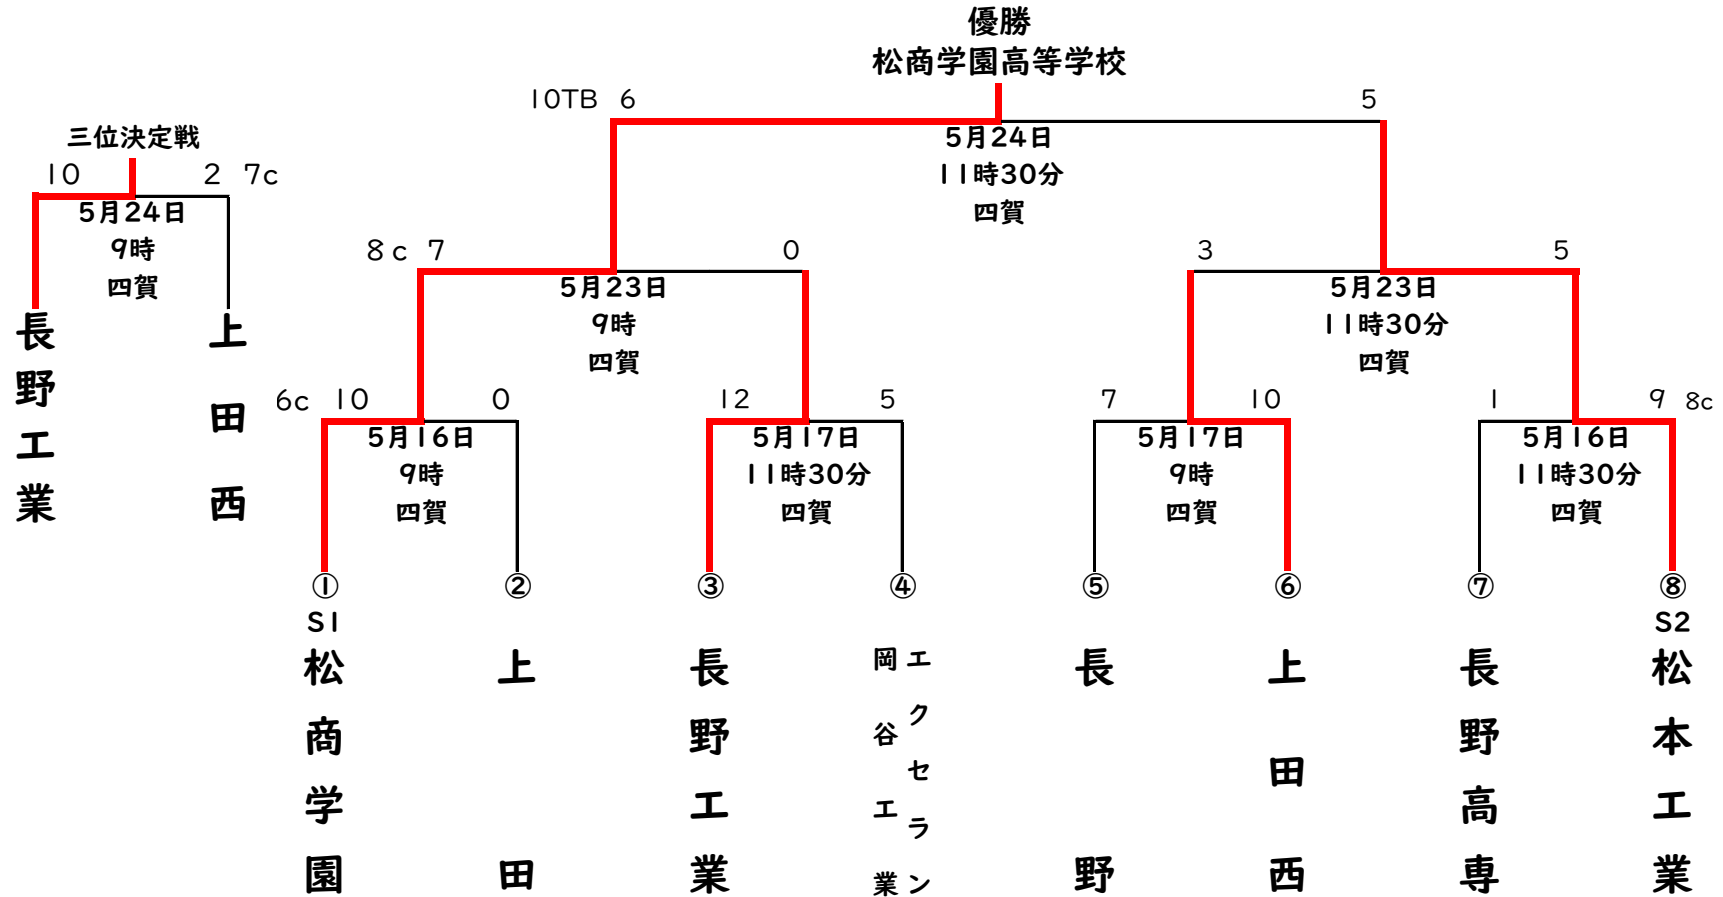 優勝
松商学園高等学校
10TB 6 5
5月24日
11時30分
四賀
三位決定戦
10 2 7c
5月24日
9時
四賀
長野工業
上田西
8c 7 0
5月23日
9時
四賀
3 5
5月23日
11時30分
四賀
6c 10 0
5月16日
9時
四賀
12 5
5月17日
11時30分
四賀
7 10
5月17日
9時
四賀
1 9 8c
5月16日
11時30分
四賀
① ② ③ ④ ⑤ ⑥ ⑦ ⑧
S1 S2
松商学園
上田
長野工業
エクセラン
岡谷工業
長野
上田西
長野高専
松本工業